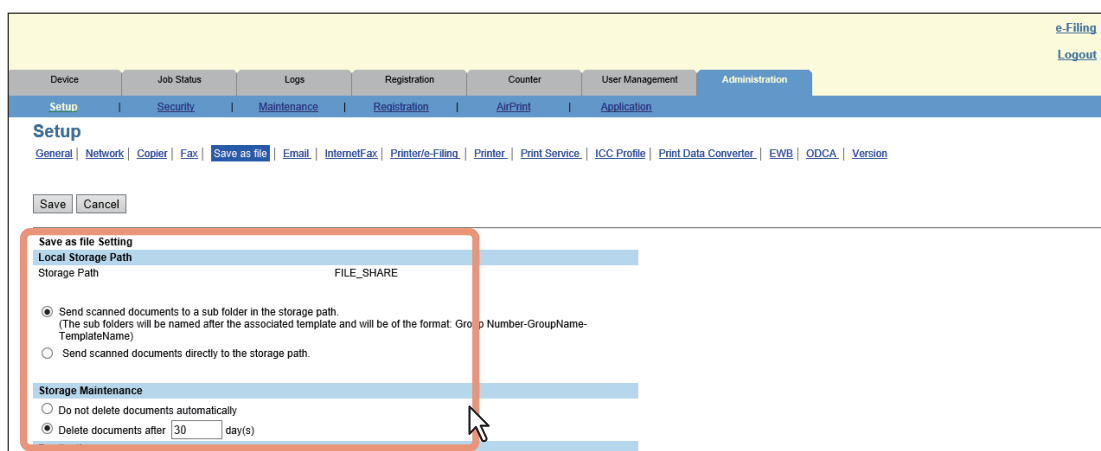 e-Filing
Logout
Device Job Status Logs Registration Counter User Management Administration
Setup | Security | Maintenance | Registration | AirPrint | Application
Setup
General | Network | Copier | Fax | Save as file | Email | InternetFax | Printer/e-Filing | Printer | Print Service | ICC Profile | Print Data Converter | EWB | ODCA | Version
Save Cancel
Save as file Setting
Local Storage Path
Storage Path FILE_SHARE
Send scanned documents to a sub folder in the storage path.
(The sub folders will be named after the associated template and will be of the format: Group Number-GroupName-
TemplateName)
Send scanned documents directly to the storage path.
Storage Maintenance
Do not delete documents automatically
Delete documents after 30 day(s)